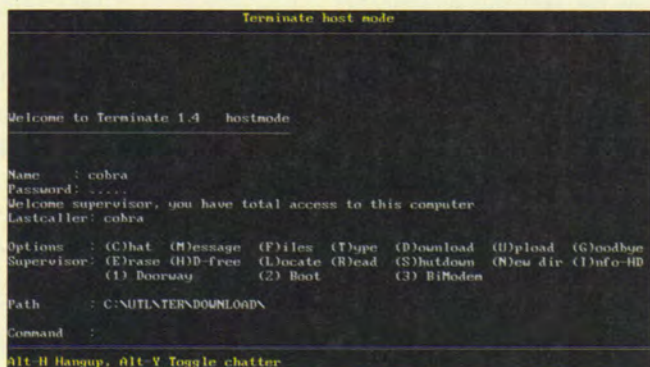 Terminate host mode
Welcome to Terminate 1.4 hostmode
Name : cobra
Password: .....
Welcome supervisor, you have total access to this computer
Lastcaller: cobra
Options : (C)hat (M)essage (F)iles (T)ype (D)ownload (U)pload (G)oodbye
Supervisor: (E)rase (H)D-free (L)ocate (R)ead (S)hutdown (N)ew dir (I)nfo-HD
(1) Doorway (2) Boot (3) BiModem
Path : C:\UTL\TER\DOWNLOAD\
Command :
Alt-H Hangup, Alt-Y Toggle chatter